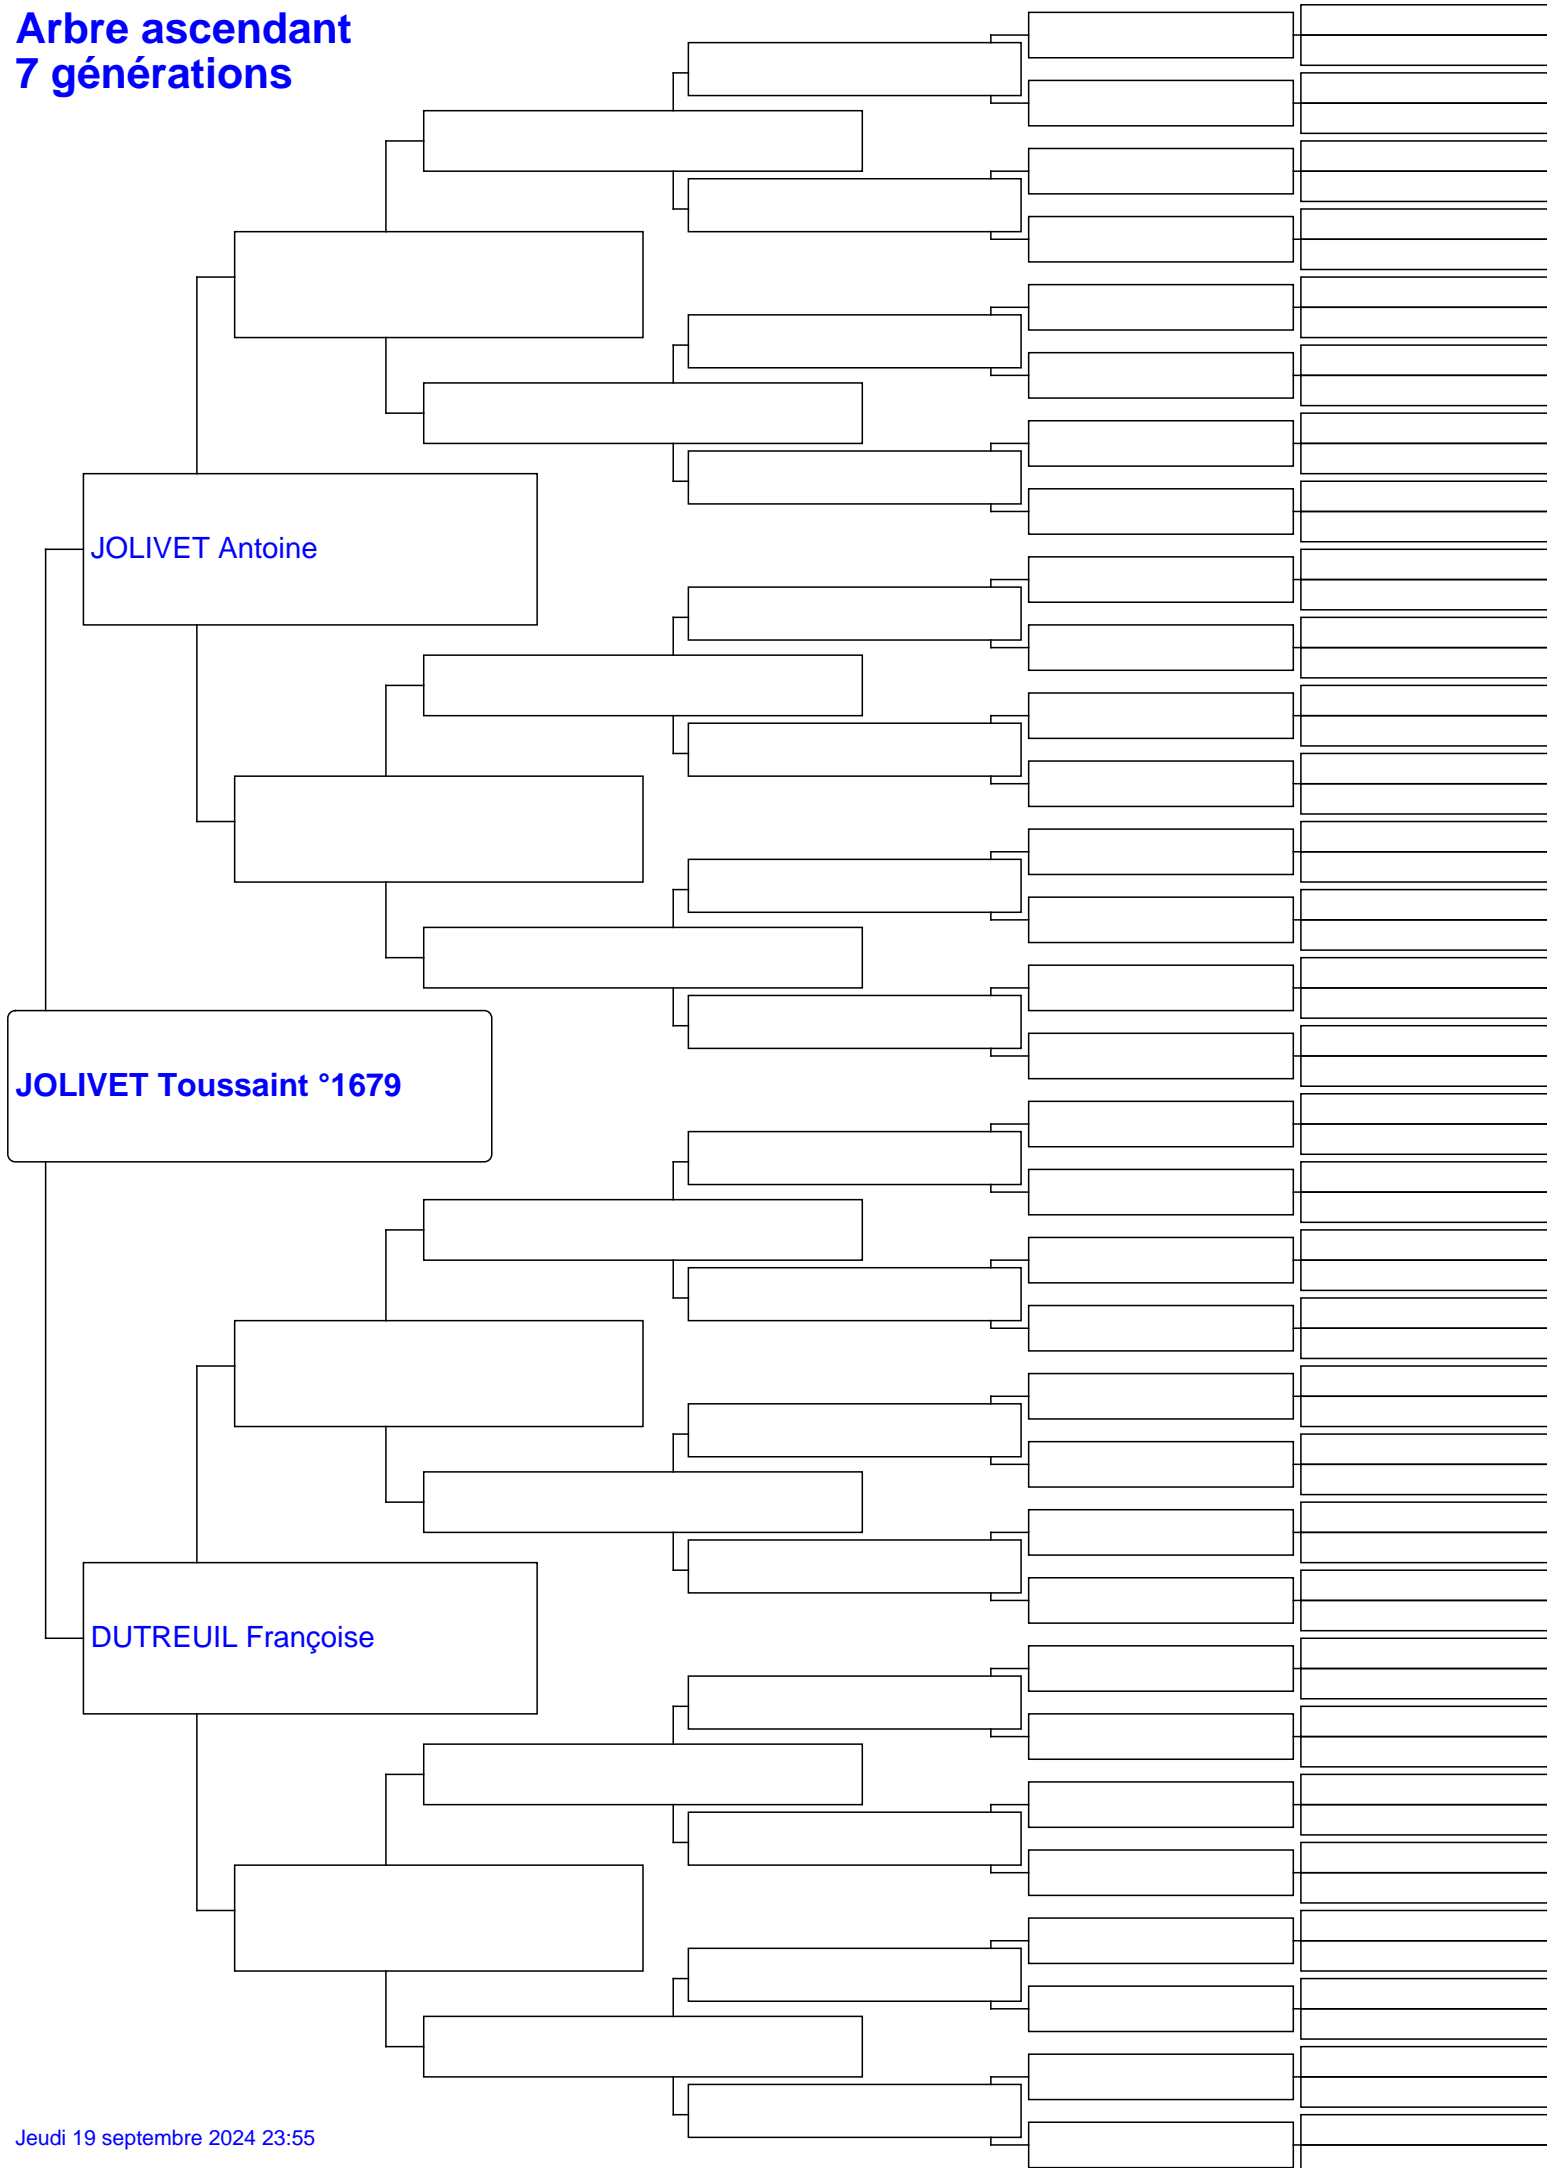 Arbre ascendant
7 générations
JOLIVET Antoine
JOLIVET Toussaint °1679
DUTREUIL Françoise
Jeudi 19 septembre 2024 23:55